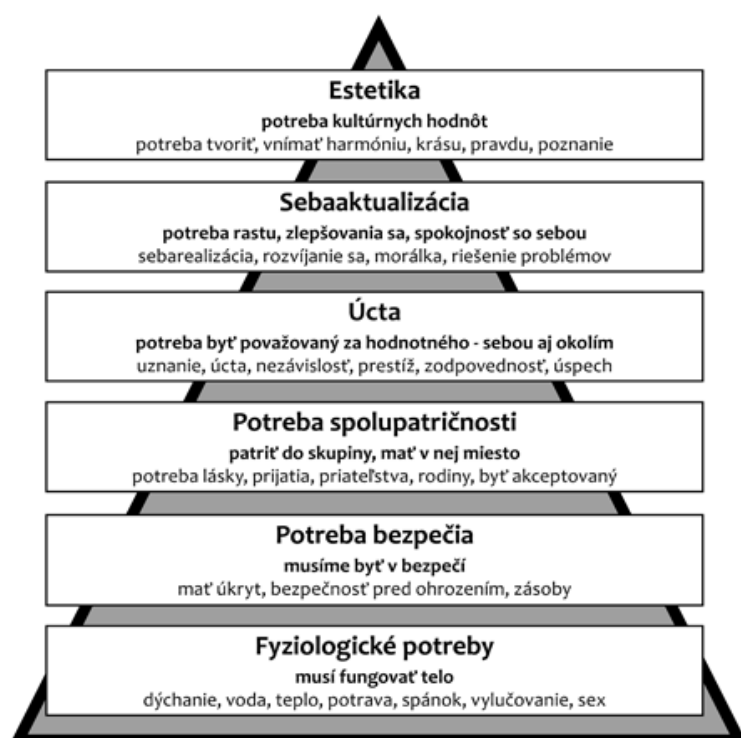 Estetika
potreba kultúrnych hodnôt
potreba tvoriť, vnímať harmóniu, krásu, pravdu, poznanie
Sebaaktualizácia
potreba rastu, zlepšovania sa, spokojnosť so sebou
sebarealizácia, rozvíjanie sa, morálka, riešenie problémov
Úcta
potreba byť považovaný za hodnotného - sebou aj okolím
uznanie, úcta, nezávislosť, prestíž, zodpovednosť, úspech
Potreba spolupatričnosti
patriť do skupiny, mať v nej miesto
potreba lásky, prijatia, priateľstva, rodiny, byť akceptovaný
Potreba bezpečia
musíme byť v bezpečí
mať úkryt, bezpečnosť pred ohrozením, zásoby
Fyziologické potreby
musí fungovať telo
dýchanie, voda, teplo, potrava, spánok, vylučovanie, sex